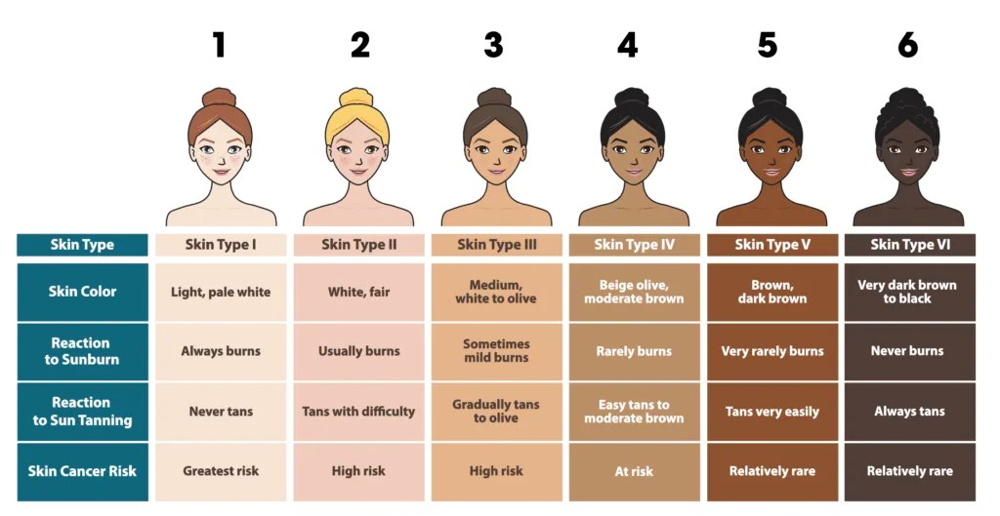 1 2 3 4 5 6
Skin Type Skin Type I Skin Type II Skin Type III Skin Type IV Skin Type V Skin Type VI
Skin Color
Light, pale white
White, fair
Medium,
white to olive
Beige olive,
moderate brown
Brown,
dark brown
Very dark brown
to black
Reaction
to Sunburn
Always burns
Usually burns
Sometimes
mild burns
Rarely burns
Very rarely burns
Never burns
Reaction
to Sun Tanning
Never tans
Tans with difficulty
Gradually tans
to olive
Easy tans to
moderate brown
Tans very easily
Always tans
Skin Cancer Risk
Greatest risk
High risk
High risk
At risk
Relatively rare
Relatively rare